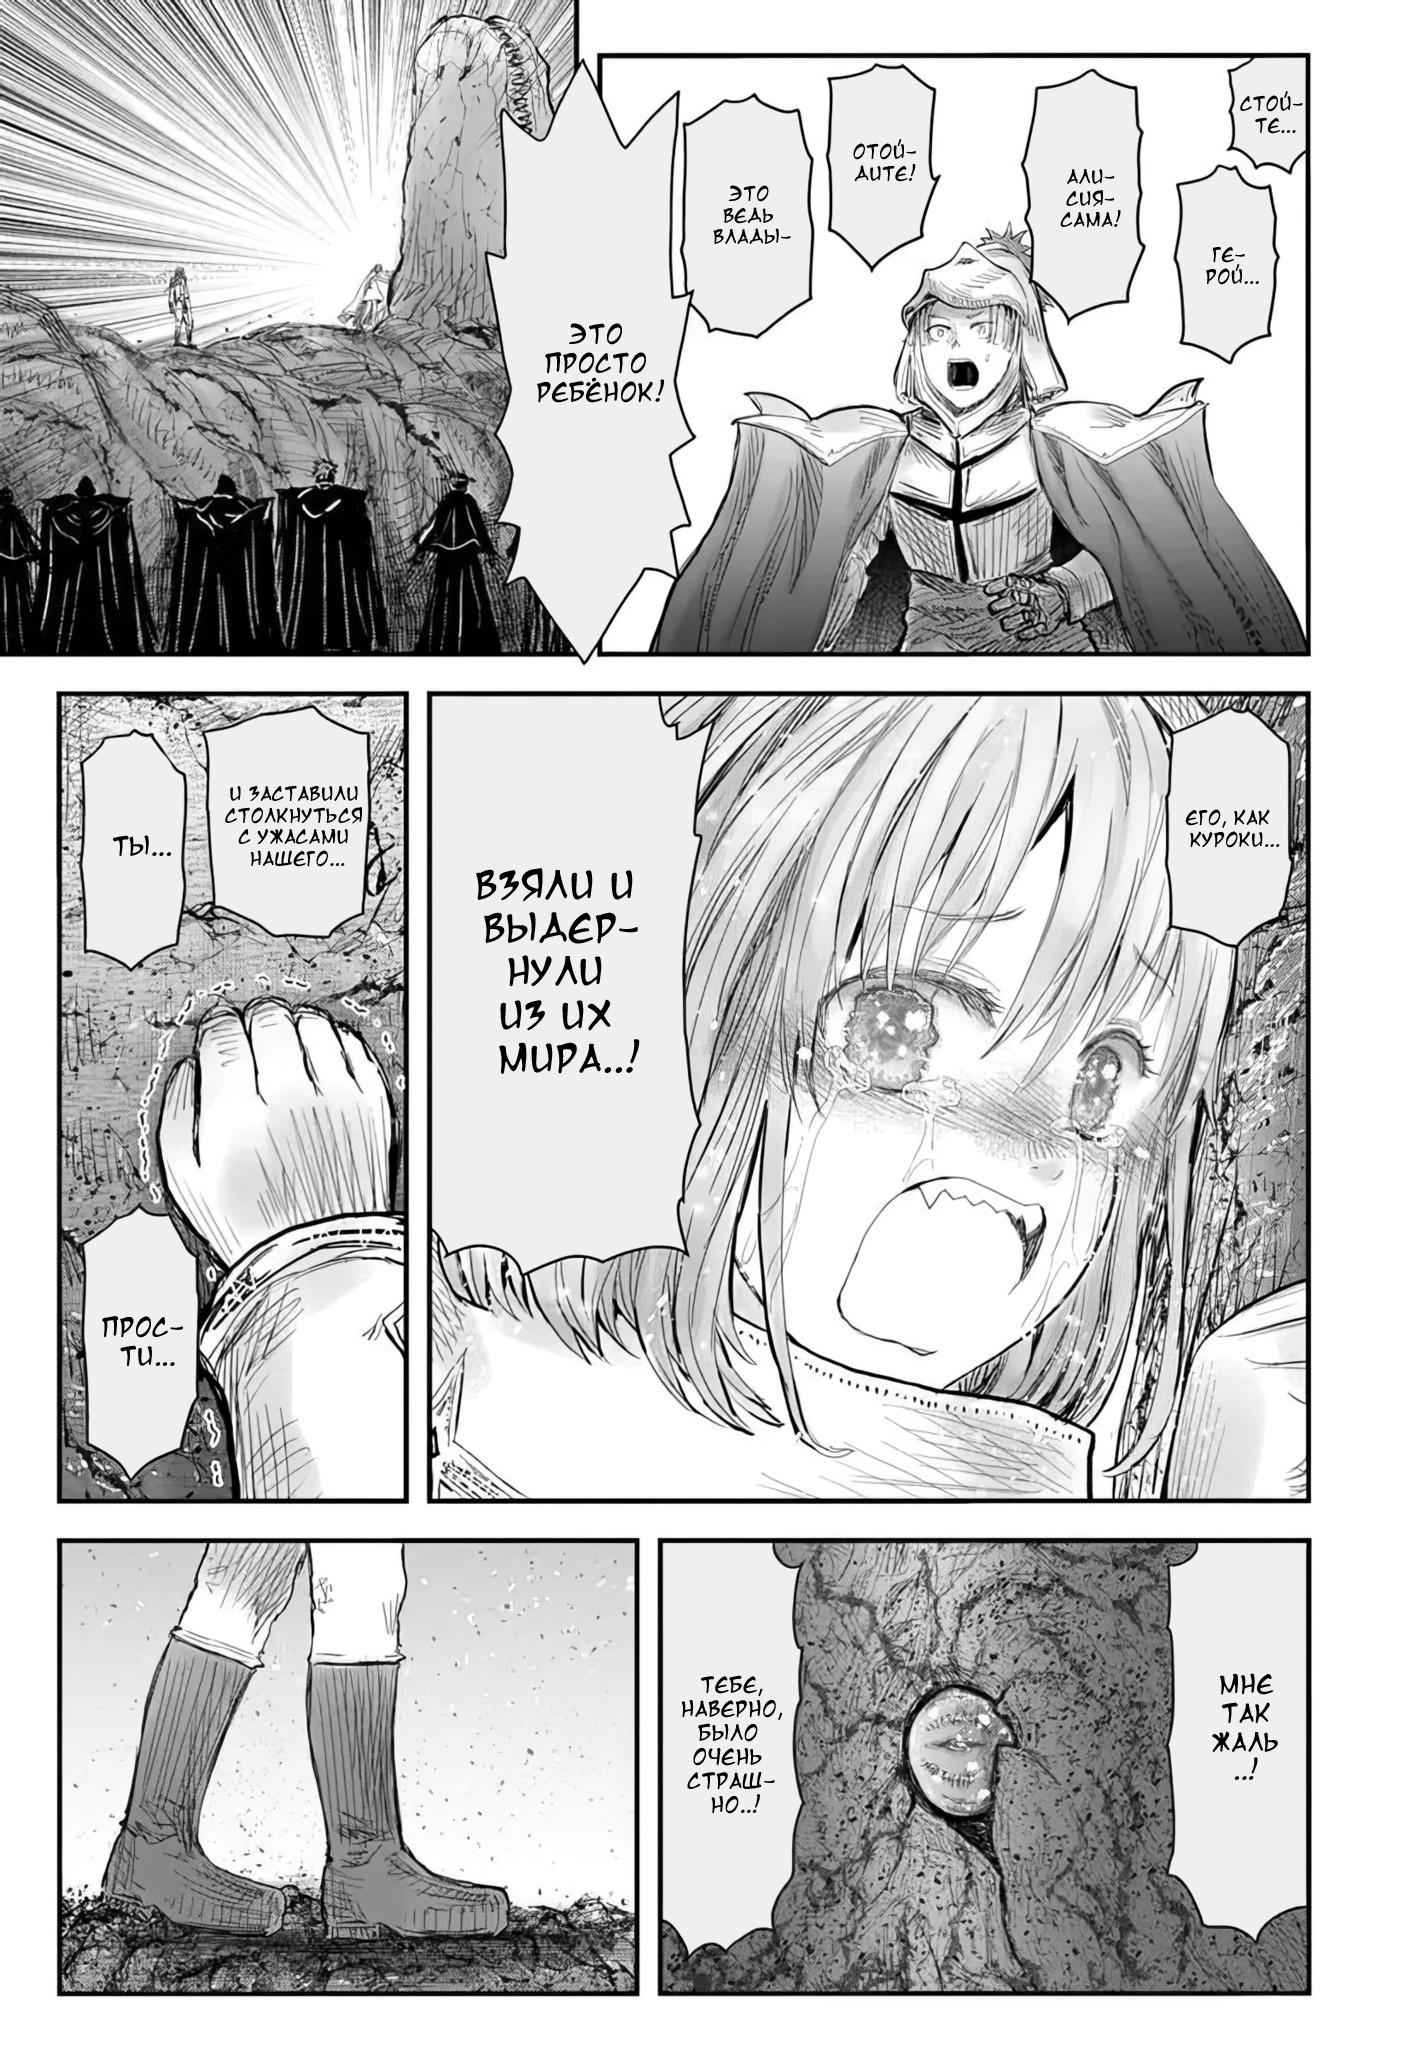 СТОЙ-
ТЕ...
ГЕ-
РОЙ...
АЛИ-
СИЯ-
САМА!
ОТОЙ-
ДИТЕ!
ЭТО
ВЕДЬ
ВЛАДЫ-
ЭТО
ПРОСТО
РЕБЁНОК!
ЕГО, КАК
КУРОКИ...
ВЗЯЛИ И
ВЫДЕР-
НУЛИ
ИЗ ИХ
МИРА..!
И ЗАСТАВИЛИ
СТОЛКНУТЬСЯ
С УЖАСАМИ
НАШЕГО...
ТЫ...
ПРОС-
ТИ...
МНЕ
ТАК
ЖАЛЬ
..!
ТЕБЕ,
НАВЕРНО,
БЫЛО
ОЧЕНЬ
СТРАШ-
НО..!